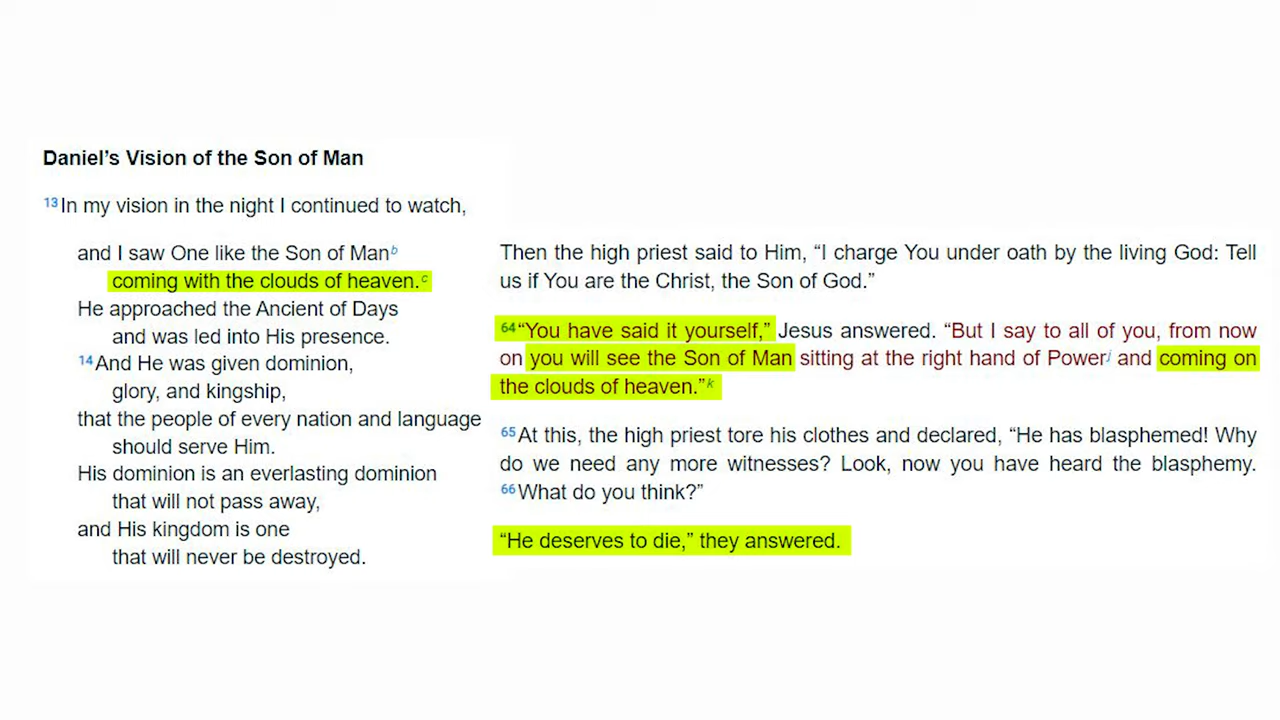 Daniel’s Vision of the Son of Man
13 In my vision in the night I continued to watch,
and I saw One like the Son of Man b
coming with the clouds of heaven. c
He approached the Ancient of Days
and was led into His presence.
14 And He was given dominion,
glory, and kingship,
that the people of every nation and language
should serve Him.
His dominion is an everlasting dominion
that will not pass away,
and His kingdom is one
that will never be destroyed.
Then the high priest said to Him, “I charge You under oath by the living God: Tell
us if You are the Christ, the Son of God.”
64 “You have said it yourself,” Jesus answered. “But I say to all of you, from now
on you will see the Son of Man sitting at the right hand of Power j and coming on
the clouds of heaven.” k
65 At this, the high priest tore his clothes and declared, “He has blasphemed! Why
do we need any more witnesses? Look, now you have heard the blasphemy.
66 What do you think?”
“He deserves to die,” they answered.